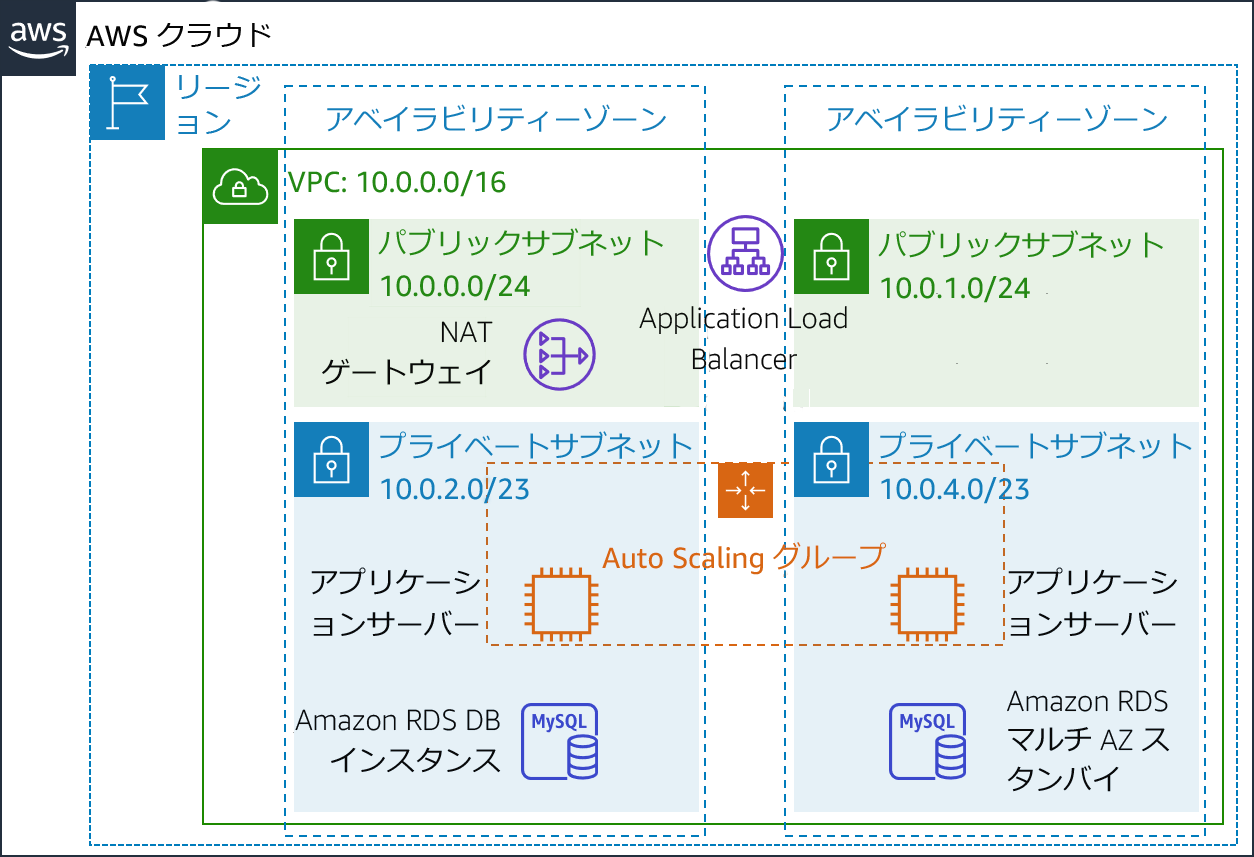 aws
AWS クラウド
リージ
ョン
アベイラビリティーゾーン
アベイラビリティーゾーン
VPC: 10.0.0.0/16
パブリックサブネット
10.0.0.0/24
パブリックサブネット
10.0.1.0/24
NAT
ゲートウェイ
Application Load
Balancer
プライベートサブネット
10.0.2.0/23
プライベートサブネット
10.0.4.0/23
Auto Scaling グループ
アプリケーシ
ョンサーバー
アプリケーシ
ョンサーバー
Amazon RDS DB
インスタンス
MySQL
MySQL
Amazon RDS
マルチ AZ ス
タンバイ